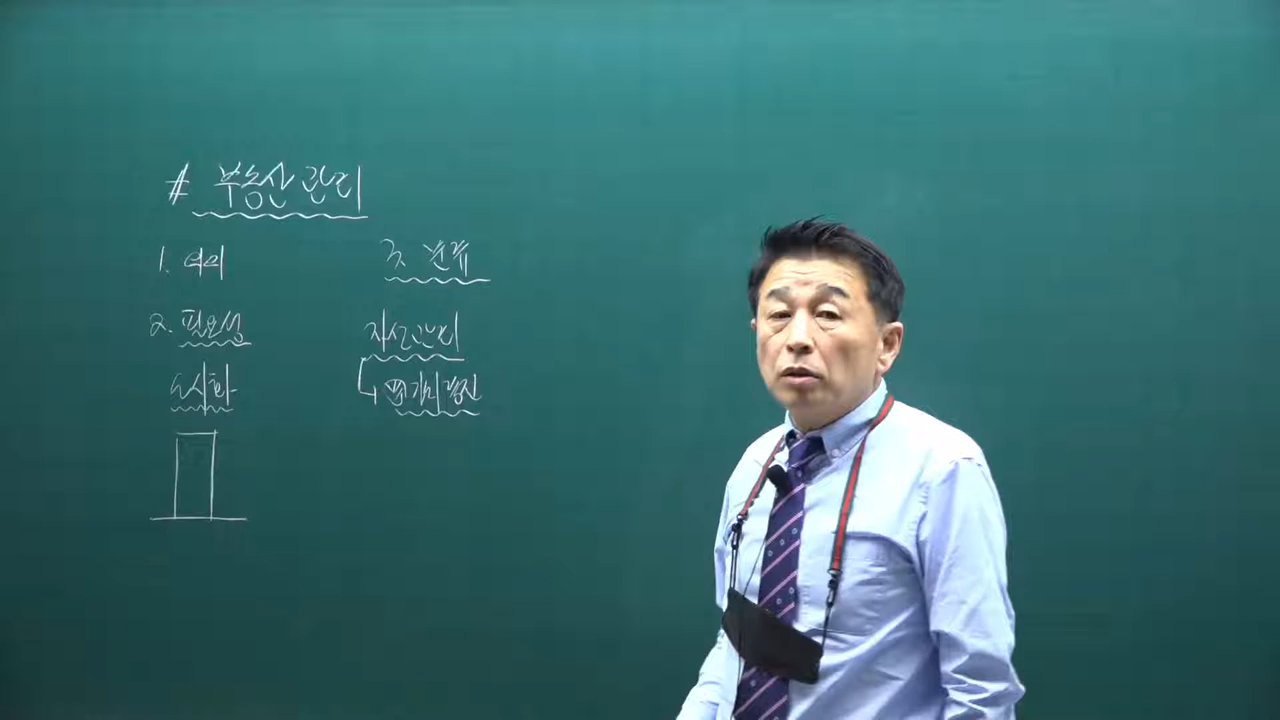 # 부동산 관리
1. 의의
2. 필요성
도시화
3. 분류
자산관리